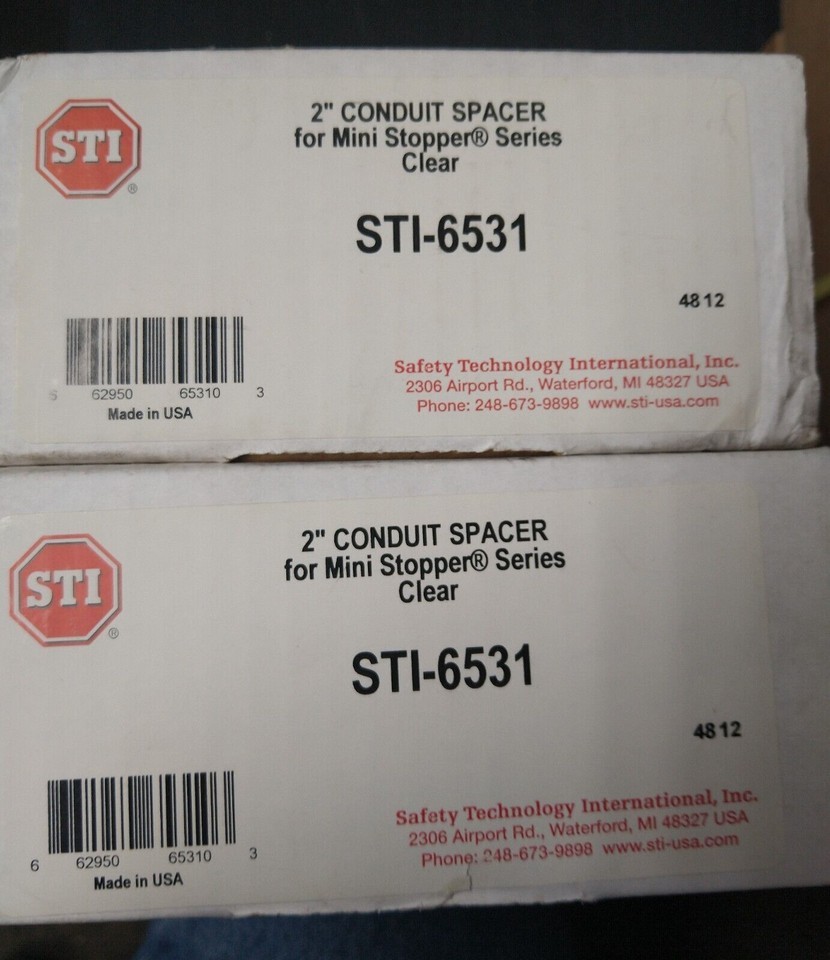 STI
®
2" CONDUIT SPACER
for Mini Stopper® Series
Clear
STI-6531
4812
6 62950 65310 3
Made in USA
Safety Technology International, Inc.
2306 Airport Rd., Waterford, MI 48327 USA
Phone: 248-673-9898 www.sti-usa.com
STI
®
2" CONDUIT SPACER
for Mini Stopper® Series
Clear
STI-6531
4812
6 62950 65310 3
Made in USA
Safety Technology International, Inc.
2306 Airport Rd., Waterford, MI 48327 USA
Phone: 248-673-9898 www.sti-usa.com